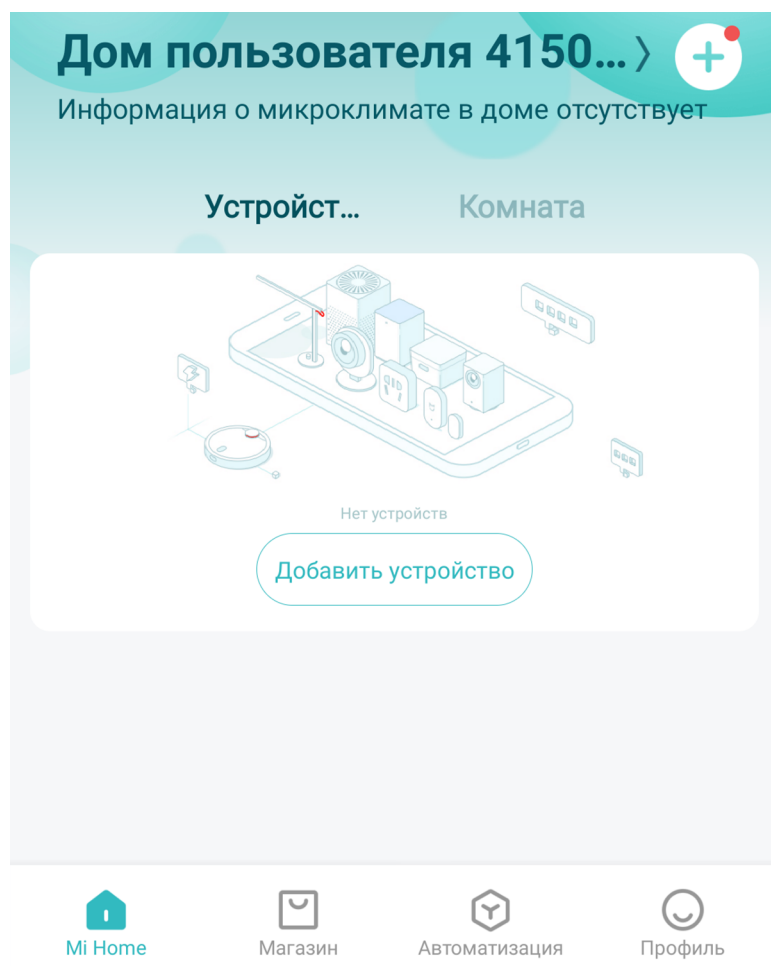 Дом пользователя 4150...
Информация о микроклимате в доме отсутствует
Устройст... Комната
Нет устройств
Добавить устройство
Mi Home Магазин Автоматизация Профиль